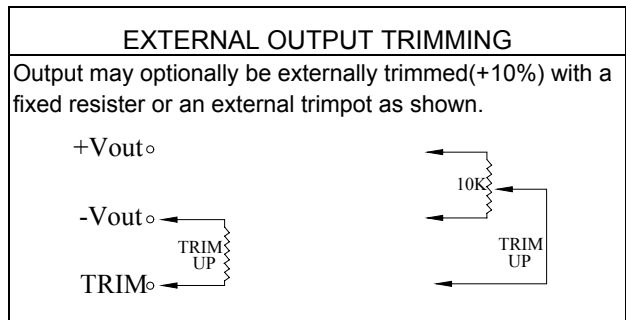 EXTERNAL OUTPUT TRIMMING
Output may optionally be externally trimmed(+10%) with a
fixed resister or an external trimpot as shown.
+Vout
10K
-Vout
TRIM
UP
TRIM
UP
TRIM